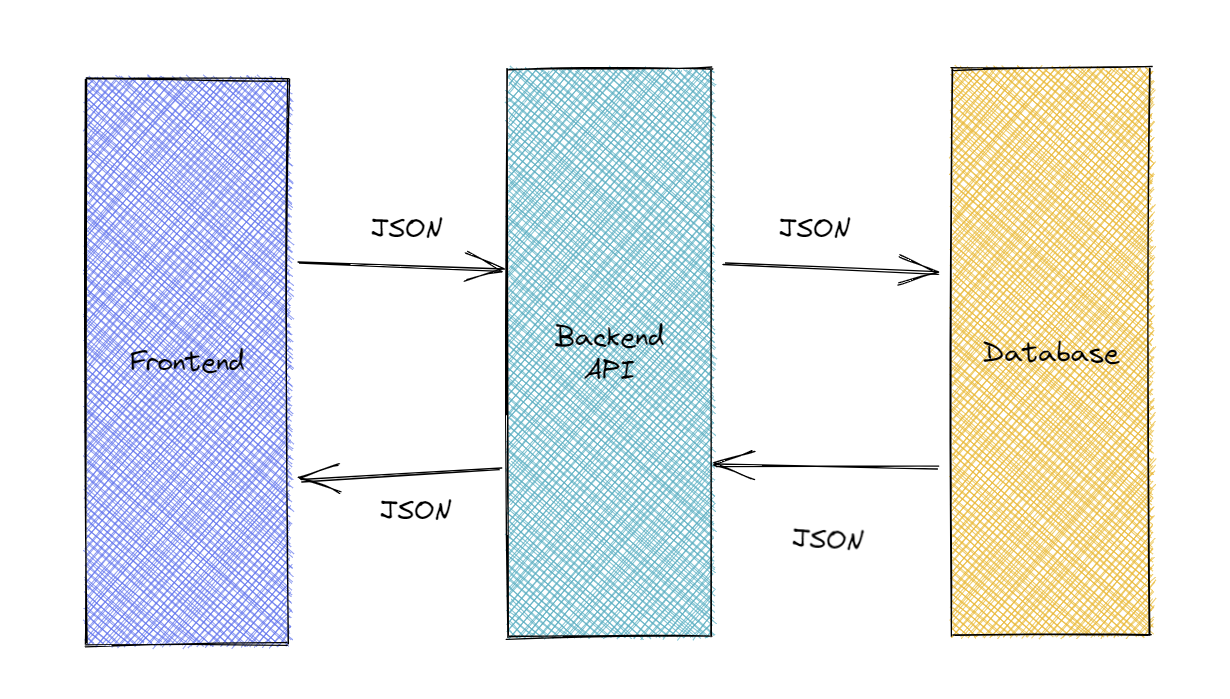 JSON
JSON
Frontend
Backend
API
Database
JSON
JSON